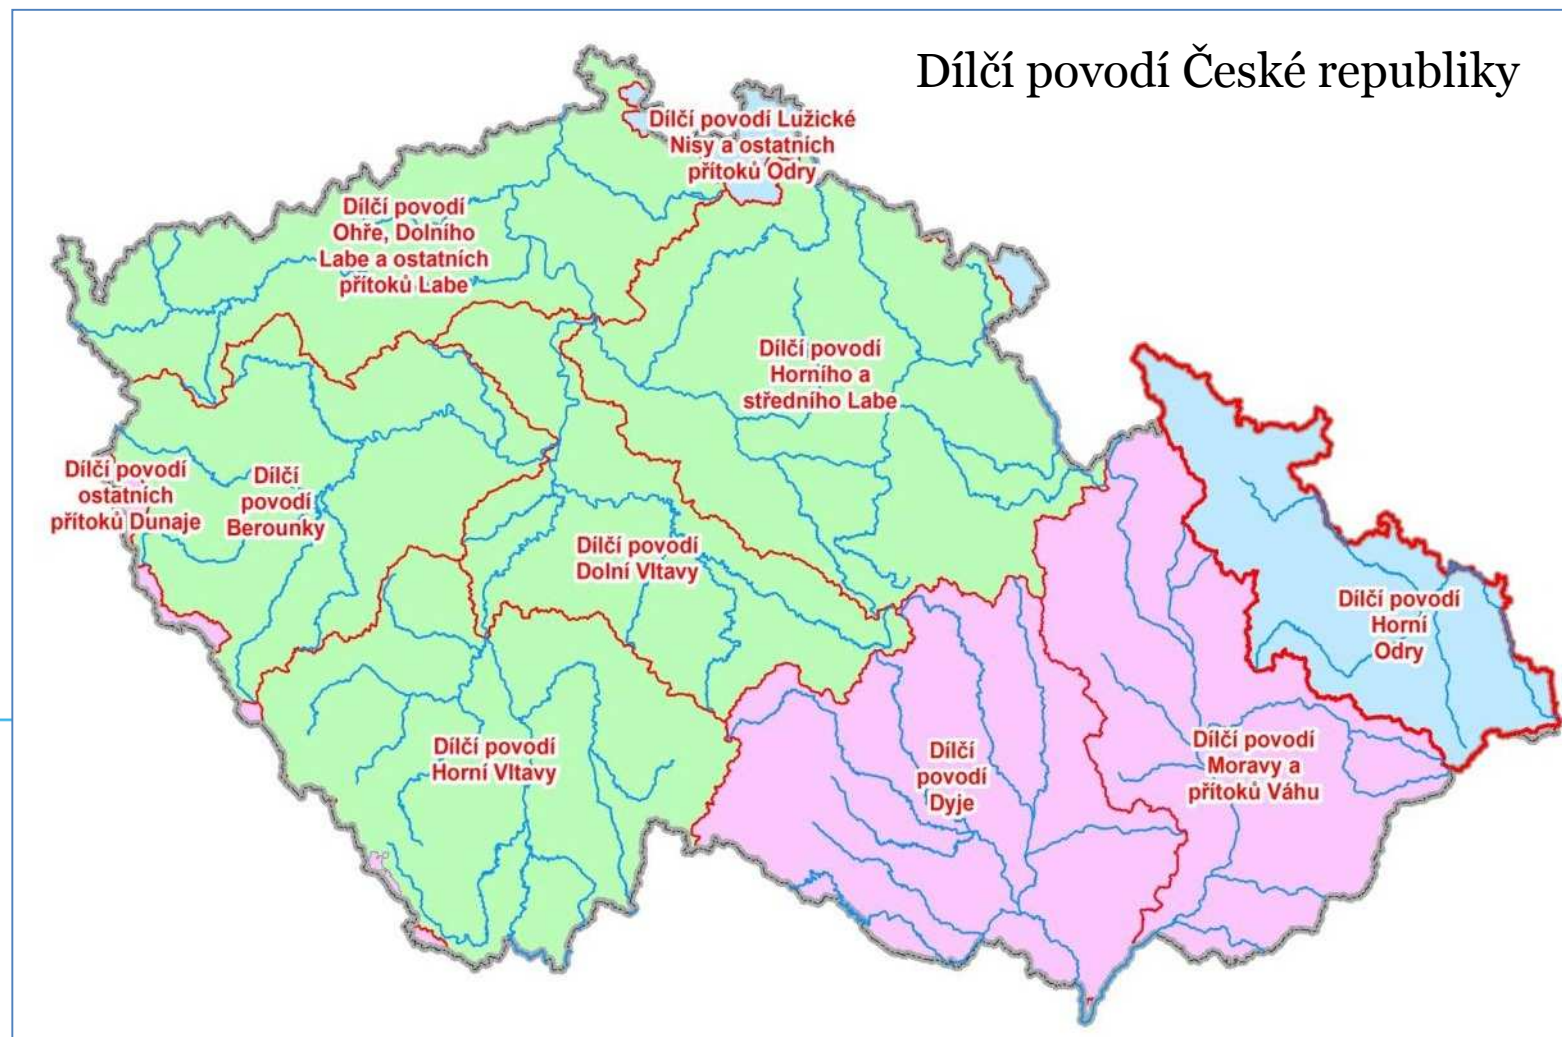 Dílčí povodí České republiky
Dílčí povodí Lužické
Nisy a ostatních
přítoků Odry
Dílčí povodí
Ohře, Dolního
Labe a ostatních
přítoků Labe
Dílčí povodí
Horního a
středního Labe
Dílčí povodí
ostatních
přítoků Dunaje
Dílčí
povodí
Berounky
Dílčí povodí
Dolní Vltavy
Dílčí povodí
Horní
Odry
Dílčí povodí
Horní Vltavy
Dílčí
povodí
Dyje
Dílčí povodí
Moravy a
přítoků Váhu